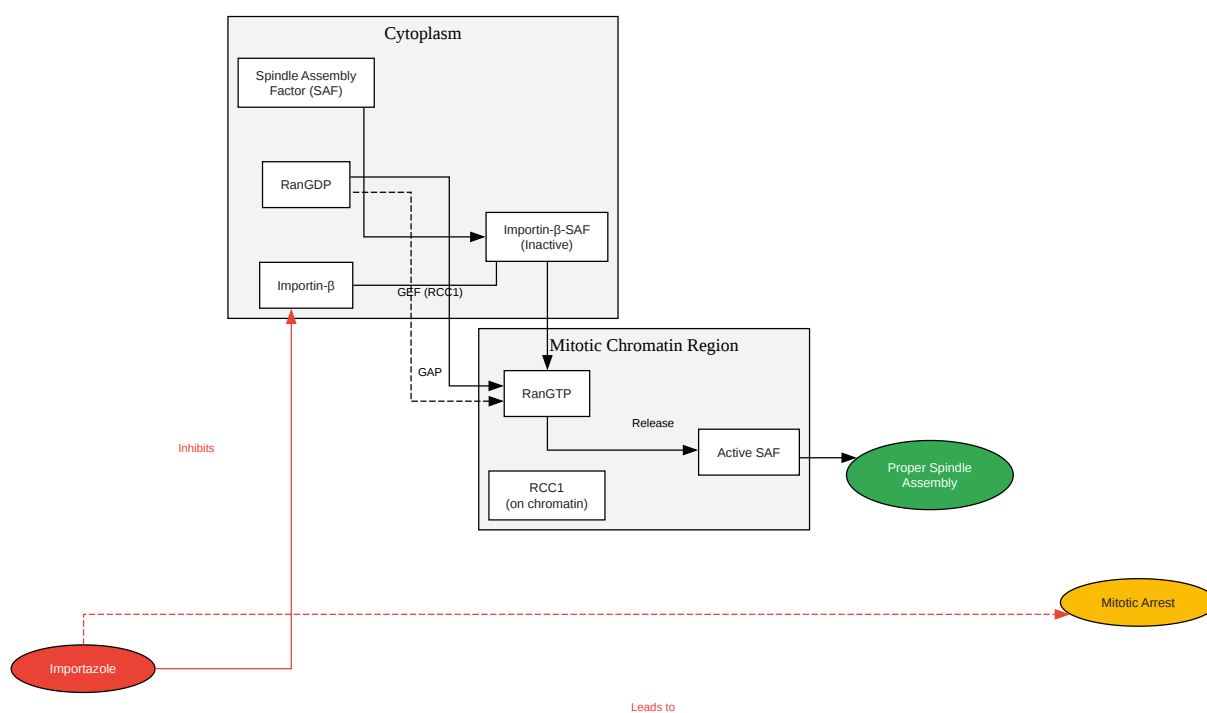 Cytoplasm
Spindle Assembly
Factor (SAF)
RanGDP
Importin-β-SAF
(Inactive)
Importin-β
GEF (RCC1)
Mitotic Chromatin Region
GAP
RanGTP
Release
Active SAF
Proper Spindle
Assembly
Inhibits
RCC1
(on chromatin)
Mitotic Arrest
Importazole
Leads to